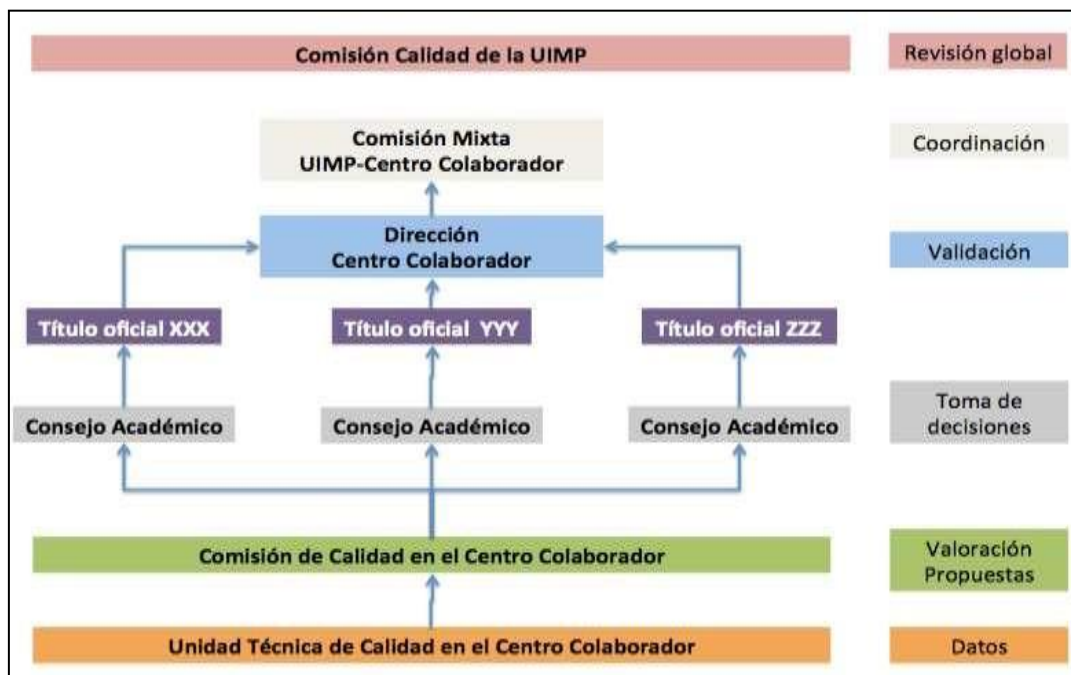 Comisión Calidad de la UIMP
Revisión global
Comisión Mixta
UIMP-Centro Colaborador
Coordinación
Dirección
Centro Colaborador
Validación
Título oficial XXX
Título oficial YYY
Título oficial ZZZ
Consejo Académico
Consejo Académico
Consejo Académico
Toma de
decisiones
Comisión de Calidad en el Centro Colaborador
Valoración
Propuestas
Unidad Técnica de Calidad en el Centro Colaborador
Datos